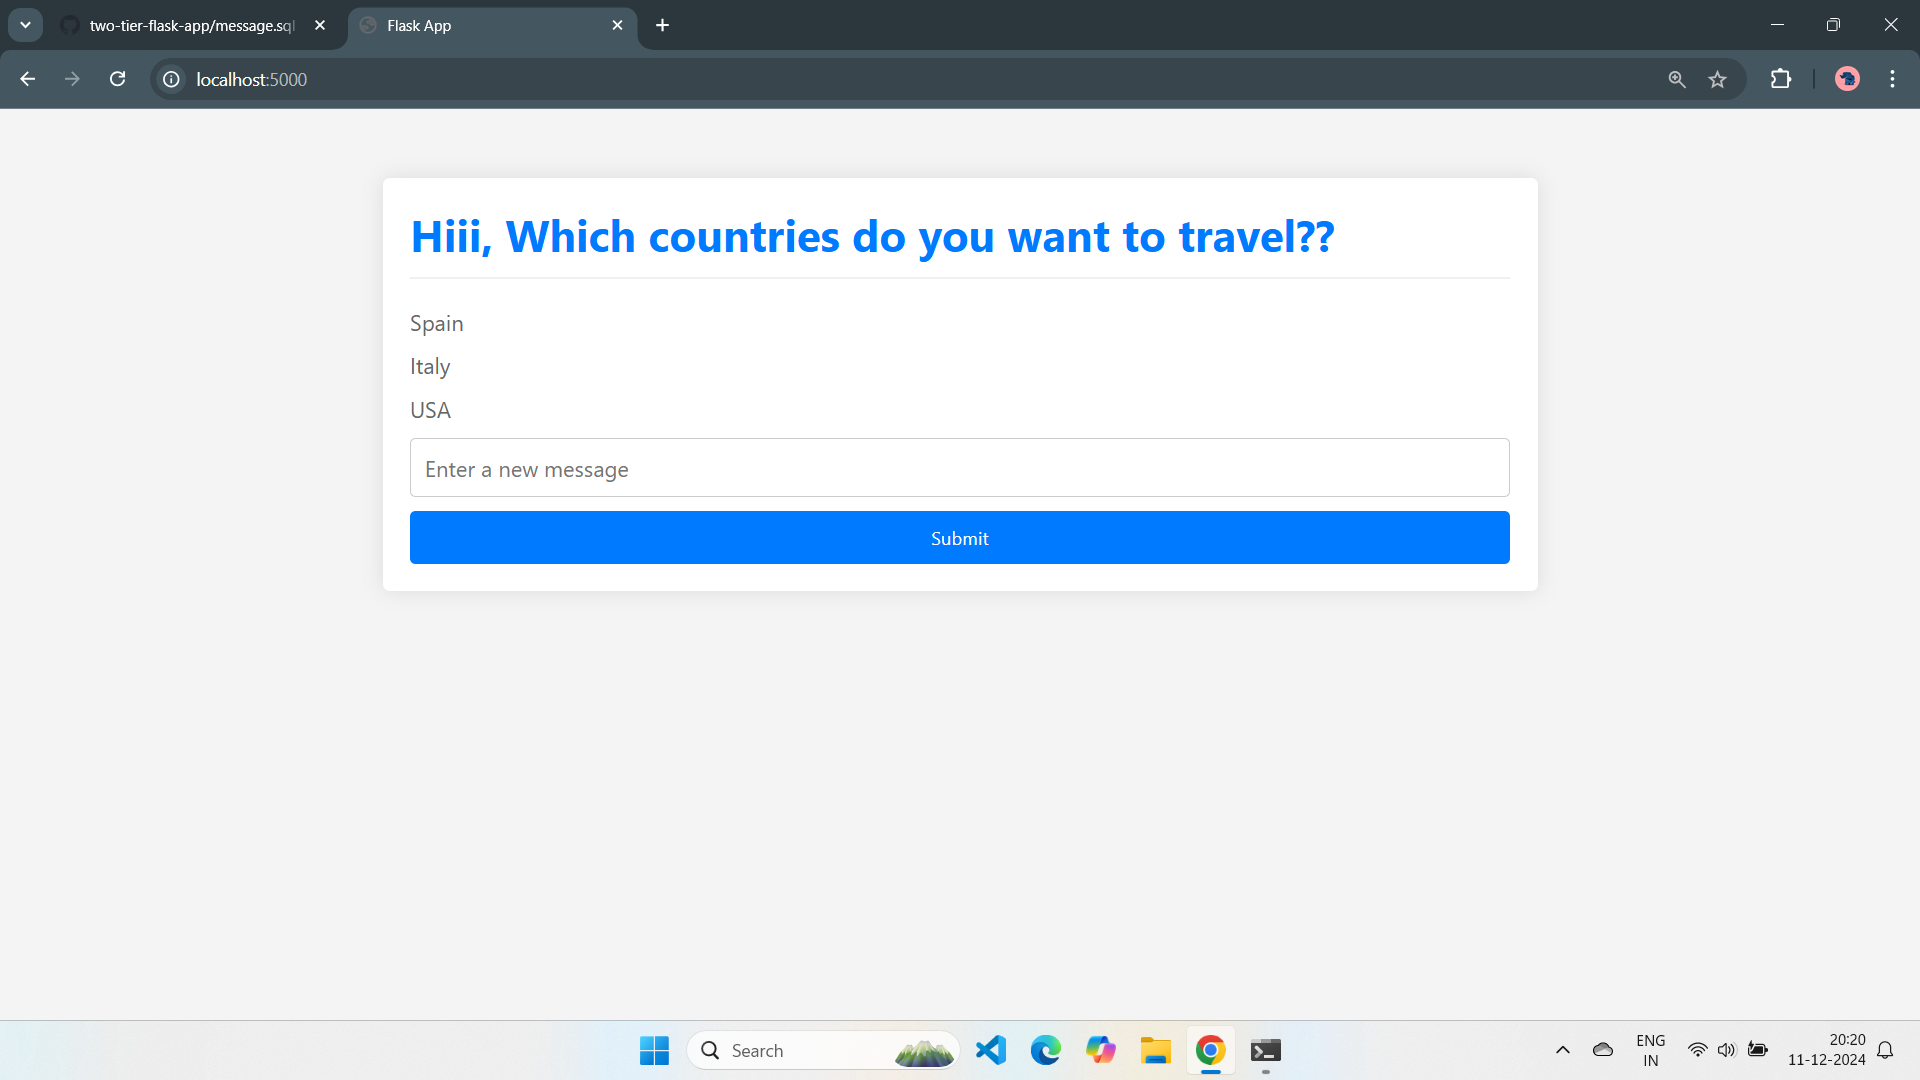 two-tier-flask-app/message.sql
Flask App
localhost:5000
Hiii, Which countries do you want to travel??
Spain
Italy
USA
Enter a new message
Submit
Search
ENG
IN
20:20
11-12-2024